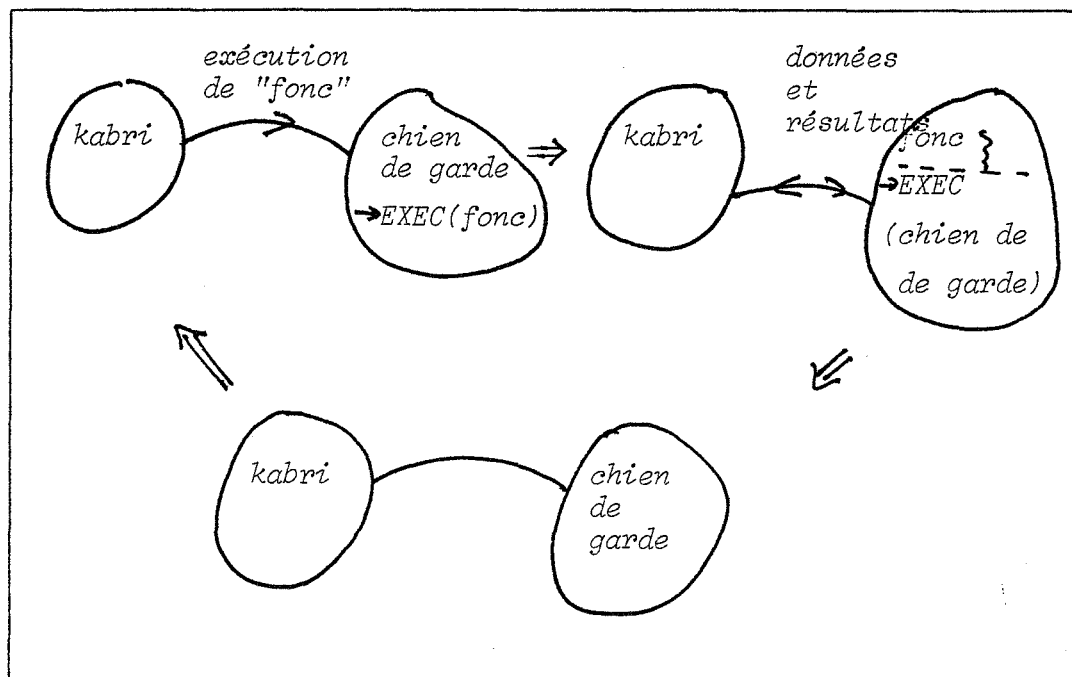 exécution
de "fonc"
kabri
chien
de garde
→EXEC(fonc)
données
et
résultats
kabri
fonc
→EXEC
(chien de
de garde)
kabri
chien
de
garde